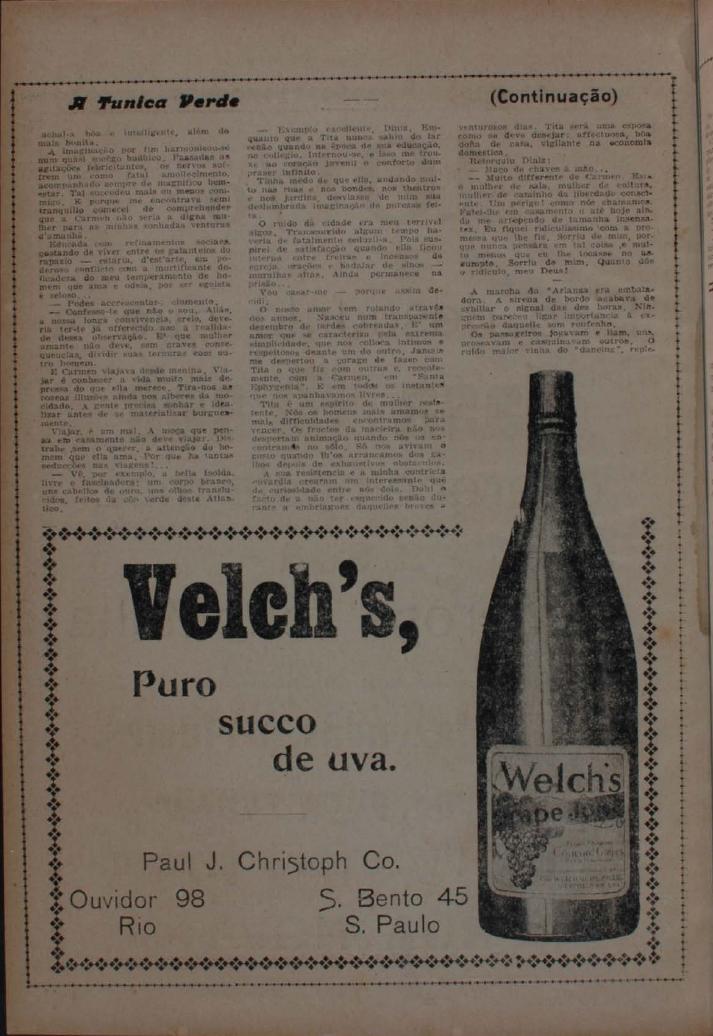 A Tunica Verde
(Continuação)
achal-a bôa e intelligente, além de
mais bonita.
A imaginação por fim harmonisou-se
num quasi socego budhico. Passadas as
agitações febricitantes, os nervos sof-
frem um como fatal amollecimento,
acompanhado sempre de magnifico bem-
estar. Tal succedeu mais ou menos com-
migo. E porque me encontrava semi
tranquillo comecei de comprehender
que a Carmen não seria a digna mu-
lher para as minhas sonhadas venturas
d'amanhã.
Educada com refinamentos sociaes,
gostando de viver entre os galanteios do
rapazio — estaria, d'est'arte, em po-
deroso conflicto com a mortificante de-
licadeza do meu temperamento de ho-
mem que ama e odeia, por ser egoista
e zeloso...
— Podes accrescentar: ciumento.
— Confesso-te que não o sou. Aliás,
a nossa longa convivencia, creio, deve-
ria ter-te já offerecido aso á realida-
de dessa observação. E' que mulher
amante não deve, sem graves conse-
quencias, dividir suas ternuras com ou-
tro homem.
E Carmen viajava desde menina. Via-
jar é conhecer a vida muito mais de-
pressa do que ella merece. Tira-nos as
roseas illusões ainda nos albores da mo-
cidade. A gente precisa sonhar e idea-
lizar antes de se materializar burgues-
mente.
Viajar, é um mal. A moça que pen-
sa em casamento não deve viajar. Dis-
trahe, sem o querer, a attenção do ho-
mem que ella ama. Por que ha tantas
seducções nas viagens!...
— Vê, por exemplo, a bella Isolda,
livre e fascinadora: um corpo branco,
uns cabellos de ouro, uns olhos translu-
cidos, feitos da côr verde deste Atlan-
tico.
— Exemplo excellente, Diniz. Em-
quanto que a Tita nunca sahio do lar
senão quando na época de sua educação,
no collegio. Internou-se, e isso me trou-
xe ao coração juvenil o conforto dum
prazer infinito.
Tinha médo de que ella, andando mui-
to nas ruas e nos bondes, nos theatros
e nos jardins, desviasse de mim sua
deslumbrada imaginação de purezas fei-
ta.
O ruido da cidade era meu terrivel
algoz. Transcorrido algum tempo ha-
veria de fatalmente seduzil-a. Pois sus-
pirei de satisfacção quando ella ficou
interna entre freiras e incensos da
egreja, orações e badalar de sinos —
muralhas altas. Ainda permanece na
prisão...
Vou casar-me — porque assim de-
cidi.
O nosso amor vem rolando através
dos annos. Nasceu num transparente
dezembro de tardes cobreadas. E' um
amor que se caracteriza pela extrema
simplicidade, que nos colloca intimos e
respeitosos deante um do outro. Jamais
me despertou a coragem de fazer com
Tita o que fiz com outras e, recente-
mente, com a Carmen, em "Santa
Ephygenia". E em todos os instantes
que nos apanhavamos livres...
Tita é um espirito de mulher resis-
tente. Nós os homens mais amamos se
mais difficuldades encontramos para
vencer. Os fructos da macieira não nos
despertam animação quando nós os en-
contramos no sólo. Só nos avivam o
gosto quando lh'os arrancamos dos ga-
lhos depois de exhaustivos obstaculos.
A sua resistencia e a minha contricta
covardia crearam um interessante quê
de curiosidade entre nós dois. Dahi o
facto de a não ter esquecido senão du-
rante a embriaguez daquelles breves e
venturosos dias. Tita será uma esposa
como se deve desejar: affectuosa, bôa
dona de casa, vigilante na economia
domestica.
Retorquiu Diniz:
— Maço de chaves á mão...
— Muito differente de Carmen. Esta
é mulher de sala, mulher de cultura,
mulher de caminho da liberdade consci-
ente. Um perigo! como nós chamamos.
Falei-lhe em casamento e até hoje ain-
da me arrependo de tamanha insensa-
tez. Eu fiquei ridiculissimo com a pro-
messa que lhe fiz. Sorriu de mim, por-
que nunca pensára em tal coisa e mui-
to menos que eu lhe tocasse no as-
sumpto. Sorriu de mim. Quanto dóe
o ridiculo, meu Deus!
A marcha do "Arlanza era embala-
dora. A sirena de bordo acabava de
sybillar o signal das dez horas. Nin-
guem pareceu ligar importancia á ex-
pressão daquelle som roufenho.
Os passageiros jogavam e liam, uns,
proseavam e casquinavam outros. O
ruido maior vinha do "dancing", reple-
Welch's,
Puro
succo
de uva.
Welch's
Grape Juice
Paul J. Christoph Co.
Ouvidor 98
Rio
S. Bento 45
S. Paulo